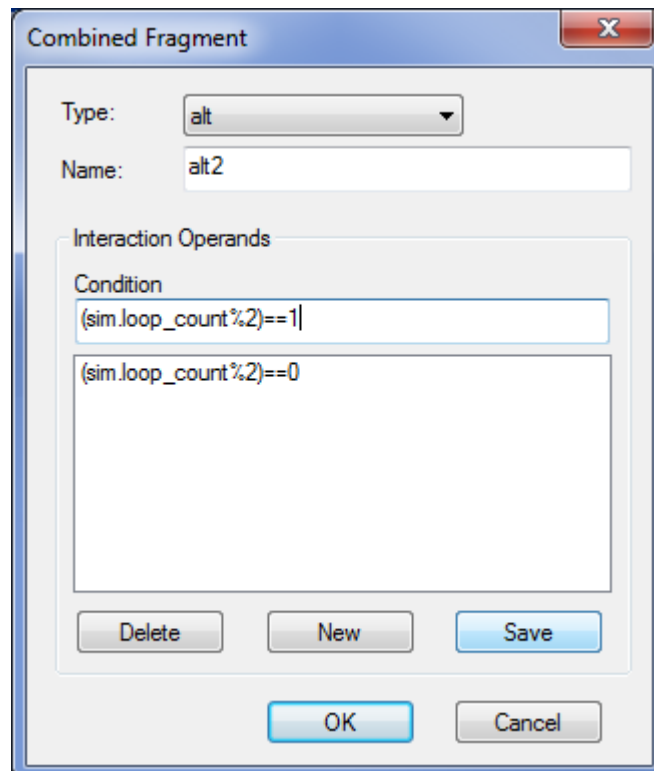 Combined Fragment
Type:
alt
Name:
alt2
Interaction Operands
Condition
(sim.loop_count%2)==1
(sim.loop_count%2)==0
Delete New Save
OK Cancel